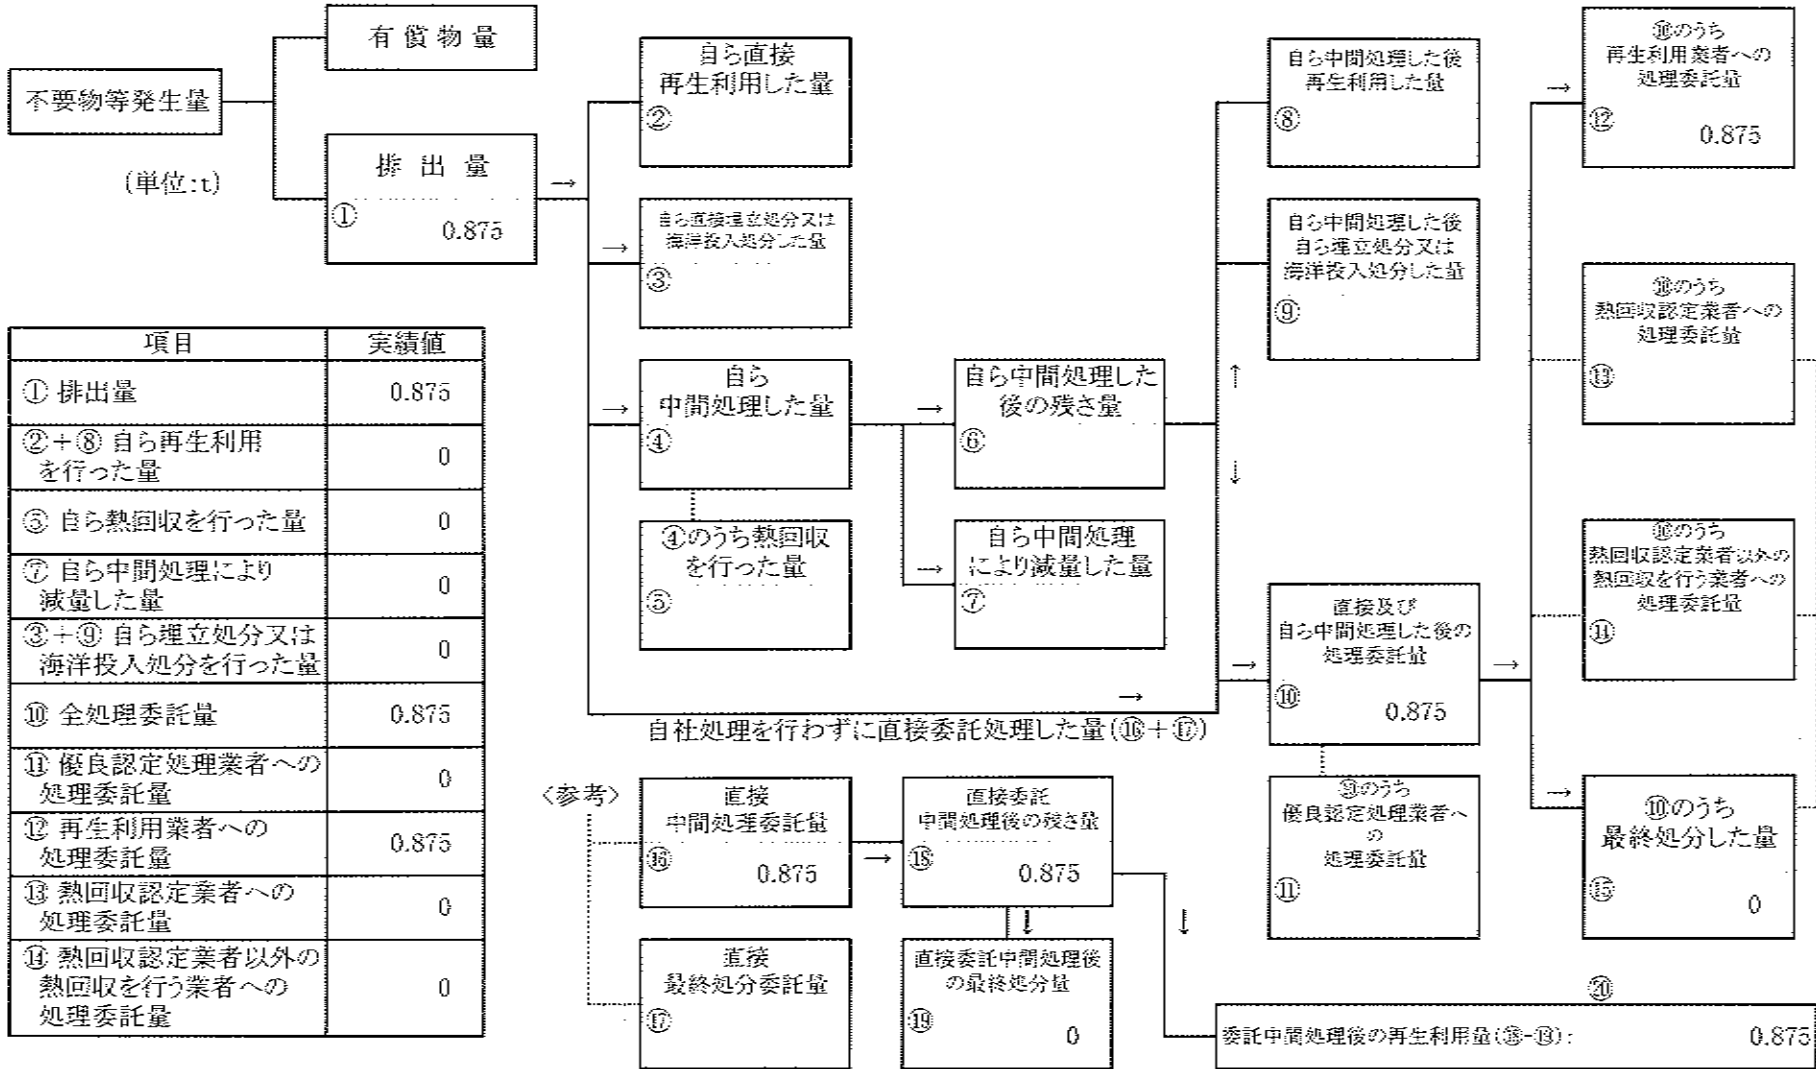 有償物量
不要物等発生量
(単位:t)
排出量
①
0.875
→
自ら直接
再生利用した量
②
→
自ら直接埋立処分又は
海洋投入処分した量
③
→
自ら
中間処理した量
④
④のうち熱回収
を行った量
⑤
→
自ら中間処理した
後の残さ量
⑥
→
自ら中間処理
により減量した量
⑦
↑
↓
自ら中間処理した後
再生利用した量
⑧
自ら中間処理した後
自ら埋立処分又は
海洋投入処分した量
⑨
→
直接及び
自ら中間処理した後の
処理委託量
⑩
0.875
→
⑩のうち
優良認定処理業者へ
の
処理委託量
⑪
→
⑩のうち
再生利用業者への
処理委託量
⑫
0.875
⑩のうち
熱回収認定業者への
処理委託量
⑬
⑩のうち
熱回収認定業者以外の
熱回収を行う業者への
処理委託量
⑭
→
⑩のうち
最終処分した量
⑮
0
→
自社処理を行わずに直接委託処理した量(⑯+⑰)
〈参考〉
直接
中間処理委託量
⑯
0.875
→
直接委託
中間処理後の残さ量
⑱
0.875
↓
↓
直接
最終処分委託量
⑰
直接委託中間処理後
の最終処分量
⑲
0
⑳
委託中間処理後の再生利用量(⑱-⑲):
0.875
項目 実績値
① 排出量 0.875
②+⑧ 自ら再生利用
を行った量 0
⑤ 自ら熱回収を行った量 0
⑦ 自ら中間処理により
減量した量 0
③+⑨ 自ら埋立処分又は
海洋投入処分を行った量 0
⑩ 全処理委託量 0.875
⑪ 優良認定処理業者への
処理委託量 0
⑫ 再生利用業者への
処理委託量 0.875
⑬ 熱回収認定業者への
処理委託量 0
⑭ 熱回収認定業者以外の
熱回収を行う業者への
処理委託量 0